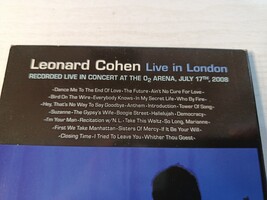 Leonard Cohen Live in London
RECORDED LIVE IN CONCERT AT THE O2 ARENA, JULY 17TH, 2008
-Dance Me To The End Of Love-The Future-Ain't No Cure For Love-
-Bird On The Wire-Everybody Knows-In My Secret Life-Who By Fire-
-Hey, That's No Way To Say Goodbye-Anthem-Introduction-Tower Of Song-
-Suzanne-The Gypsy's Wife-Boogie Street-Hallelujah-Democracy-
-I'm Your Man-Recitation w/ N.L.-Take This Waltz-So Long, Marianne-
-First We Take Manhattan-Sisters Of Mercy-If It Be Your Will-
-Closing Time-I Tried To Leave You-Whither Thou Goest-